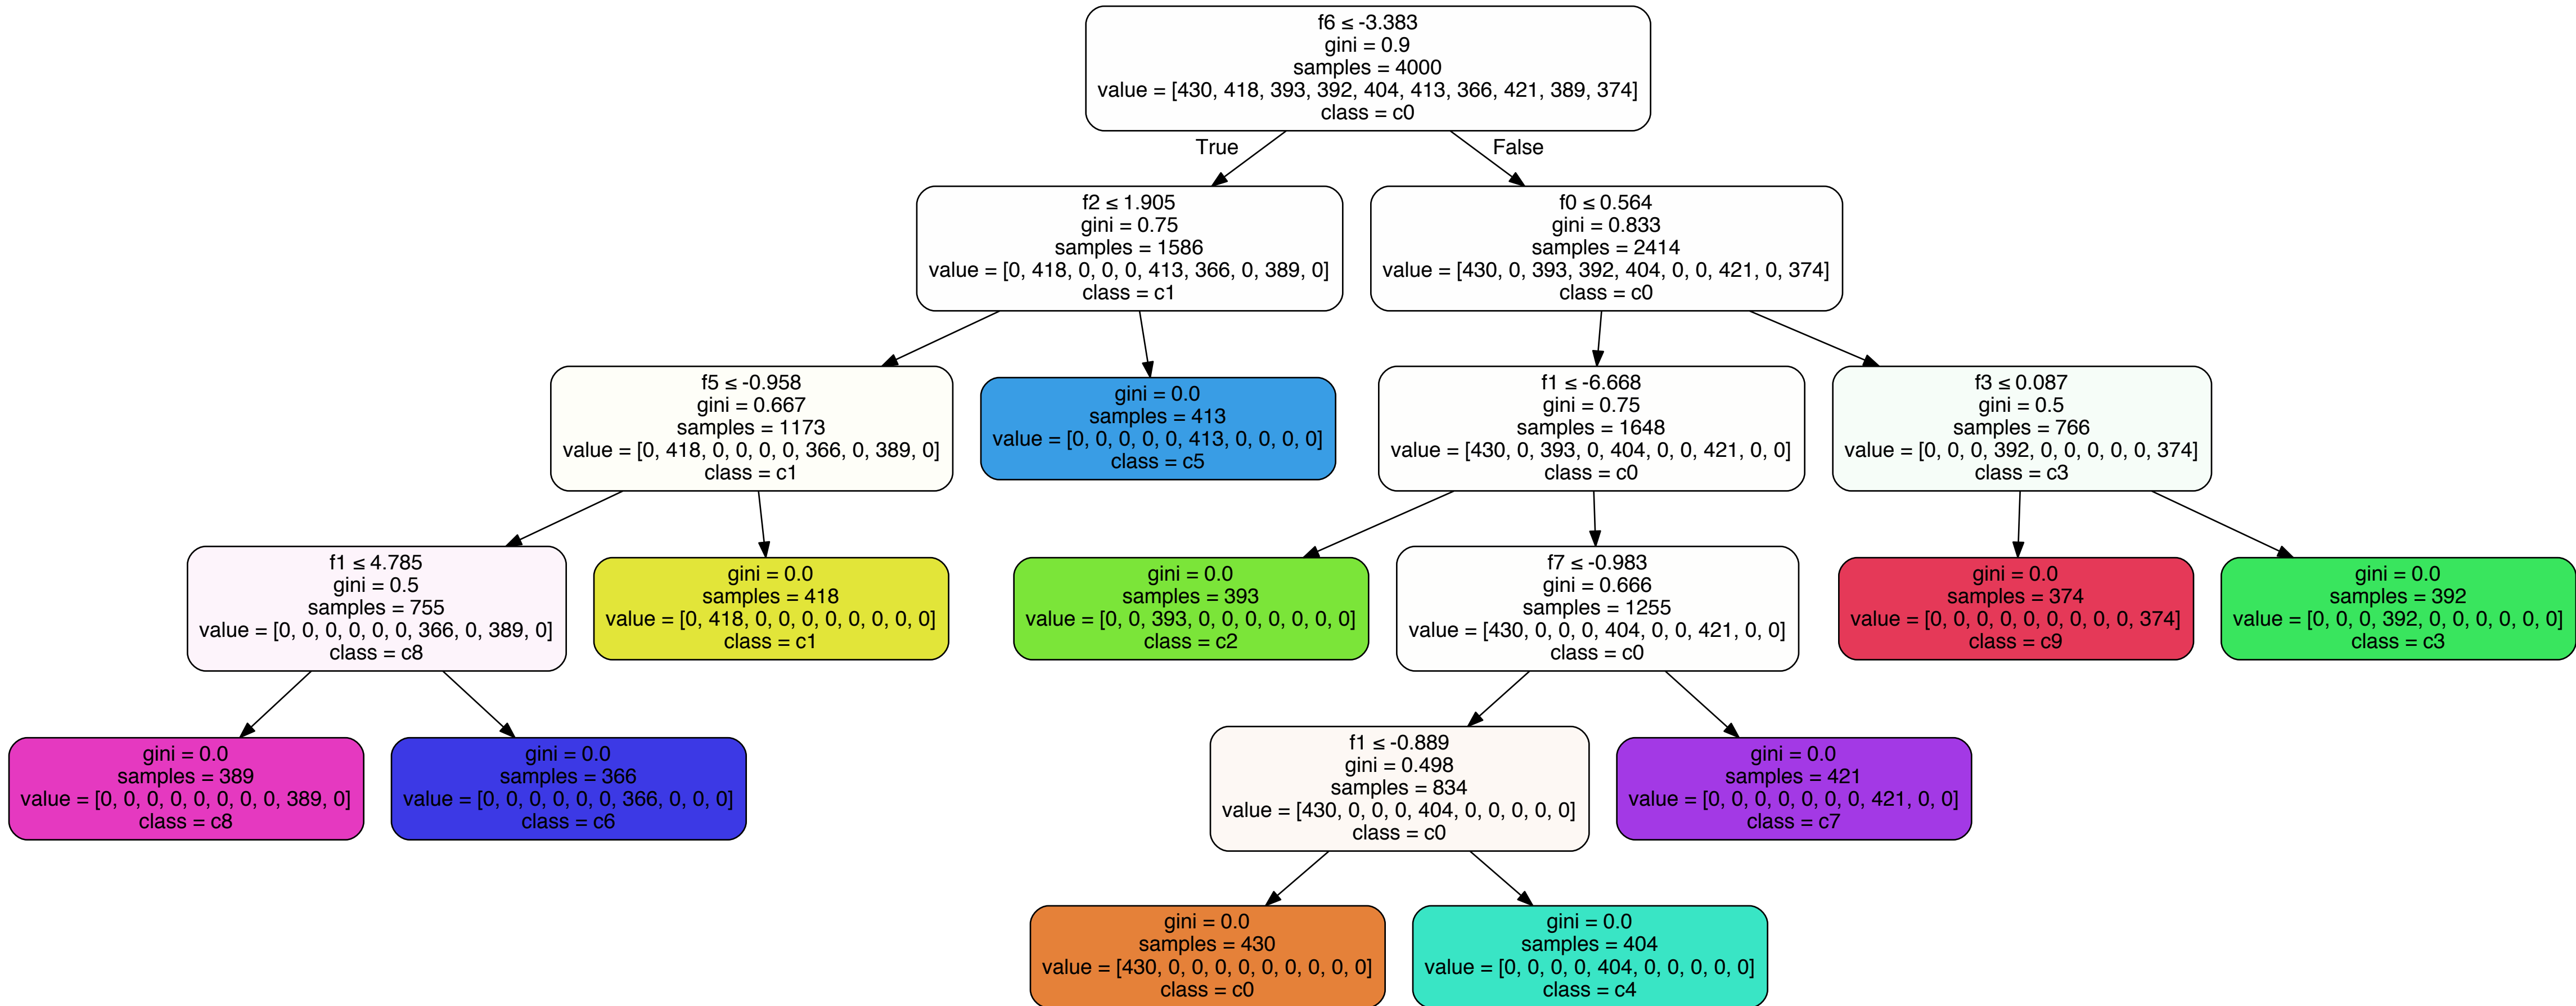 f6 ≤ -3.383
gini = 0.9
samples = 4000
value = [430, 418, 393, 392, 404, 413, 366, 421, 389, 374]
class = c0
True
False
f2 ≤ 1.905
gini = 0.75
samples = 1586
value = [0, 418, 0, 0, 0, 413, 366, 0, 389, 0]
class = c1
f0 ≤ 0.564
gini = 0.833
samples = 2414
value = [430, 0, 393, 392, 404, 0, 0, 421, 0, 374]
class = c0
f5 ≤ -0.958
gini = 0.667
samples = 1173
value = [0, 418, 0, 0, 0, 0, 366, 0, 389, 0]
class = c1
gini = 0.0
samples = 413
value = [0, 0, 0, 0, 0, 413, 0, 0, 0, 0]
class = c5
f1 ≤ -6.668
gini = 0.75
samples = 1648
value = [430, 0, 393, 0, 404, 0, 0, 421, 0, 0]
class = c0
f3 ≤ 0.087
gini = 0.5
samples = 766
value = [0, 0, 0, 392, 0, 0, 0, 0, 0, 374]
class = c3
f1 ≤ 4.785
gini = 0.5
samples = 755
value = [0, 0, 0, 0, 0, 0, 366, 0, 389, 0]
class = c8
gini = 0.0
samples = 418
value = [0, 418, 0, 0, 0, 0, 0, 0, 0, 0]
class = c1
gini = 0.0
samples = 393
value = [0, 0, 393, 0, 0, 0, 0, 0, 0, 0]
class = c2
f7 ≤ -0.983
gini = 0.666
samples = 1255
value = [430, 0, 0, 0, 404, 0, 0, 421, 0, 0]
class = c0
gini = 0.0
samples = 374
value = [0, 0, 0, 0, 0, 0, 0, 0, 0, 374]
class = c9
gini = 0.0
samples = 392
value = [0, 0, 0, 392, 0, 0, 0, 0, 0, 0]
class = c3
gini = 0.0
samples = 389
value = [0, 0, 0, 0, 0, 0, 0, 0, 389, 0]
class = c8
gini = 0.0
samples = 366
value = [0, 0, 0, 0, 0, 0, 366, 0, 0, 0]
class = c6
f1 ≤ -0.889
gini = 0.498
samples = 834
value = [430, 0, 0, 0, 404, 0, 0, 0, 0, 0]
class = c0
gini = 0.0
samples = 421
value = [0, 0, 0, 0, 0, 0, 0, 421, 0, 0]
class = c7
gini = 0.0
samples = 430
value = [430, 0, 0, 0, 0, 0, 0, 0, 0, 0]
class = c0
gini = 0.0
samples = 404
value = [0, 0, 0, 0, 404, 0, 0, 0, 0, 0]
class = c4